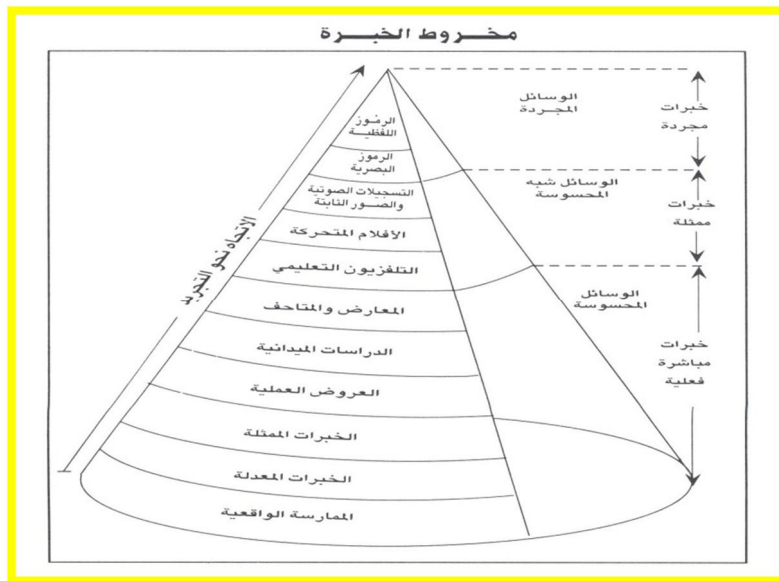 مخروط الخبرة
الرموز
اللفظية
الرموز
البصرية
التسجيلات الصوتية
والصور الثابتة
الأفلام المتحركة
التلفزيون التعليمي
المعارض والمتاحف
الدراسات الميدانية
العروض العملية
الخبرات الممثلة
الخبرات المعدلة
الممارسة الواقعية
الاتجاه نحو التجريد
الوسائل
المجردة
الوسائل شبه
المحسوسة
الوسائل
المحسوسة
خبرات
مجردة
خبرات
ممثلة
خبرات
مباشرة
فعلية